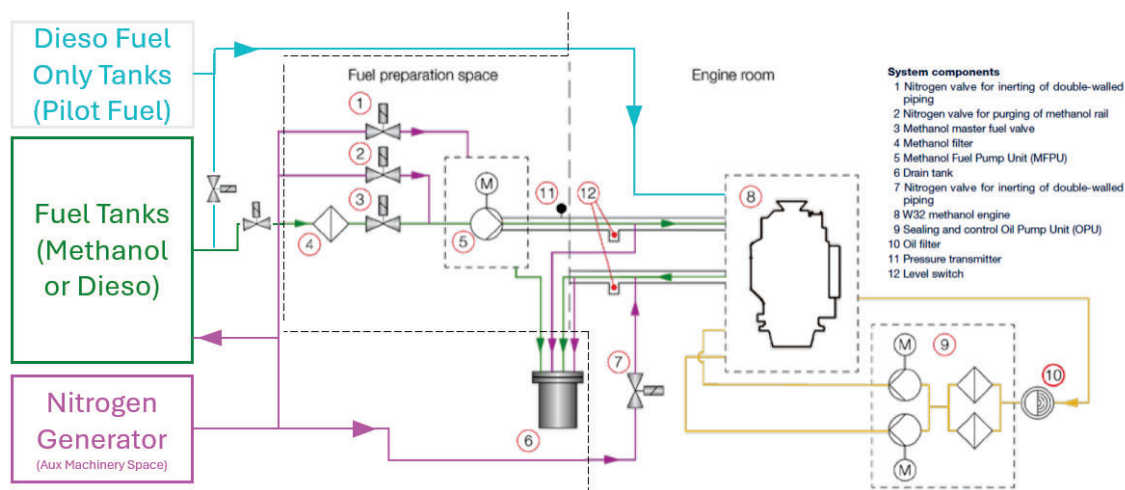 Dieso Fuel
Only Tanks
(Pilot Fuel)
Fuel Tanks
(Methanol
or Dieso)
Nitrogen
Generator
(Aux Machinery Space)
Fuel preparation space
Engine room
1
2
3
4
M
5
11
12
8
6
7
M
9
10
M
System components
1 Nitrogen valve for inerting of double-walled
piping
2 Nitrogen valve for purging of methanol rail
3 Methanol master fuel valve
4 Methanol filter
5 Methanol Fuel Pump Unit (MFPU)
6 Drain tank
7 Nitrogen valve for inerting of double-walled
piping
8 W32 methanol engine
9 Sealing and control Oil Pump Unit (OPU)
10 Oil filter
11 Pressure transmitter
12 Level switch